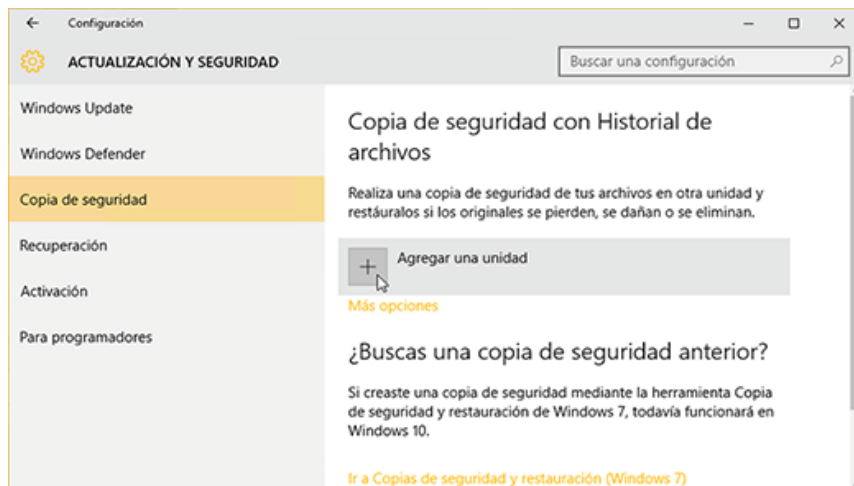 Configuración
ACTUALIZACIÓN Y SEGURIDAD
Buscar una configuración
Windows Update
Windows Defender
Copia de seguridad
Recuperación
Activación
Para programadores
Copia de seguridad con Historial de
archivos
Realiza una copia de seguridad de tus archivos en otra unidad y
restáuralos si los originales se pierden, se dañan o se eliminan.
Agregar una unidad
Más opciones
¿Buscas una copia de seguridad anterior?
Si creaste una copia de seguridad mediante la herramienta Copia
de seguridad y restauración de Windows 7, todavía funcionará en
Windows 10.
Ir a Copias de seguridad y restauración (Windows 7)